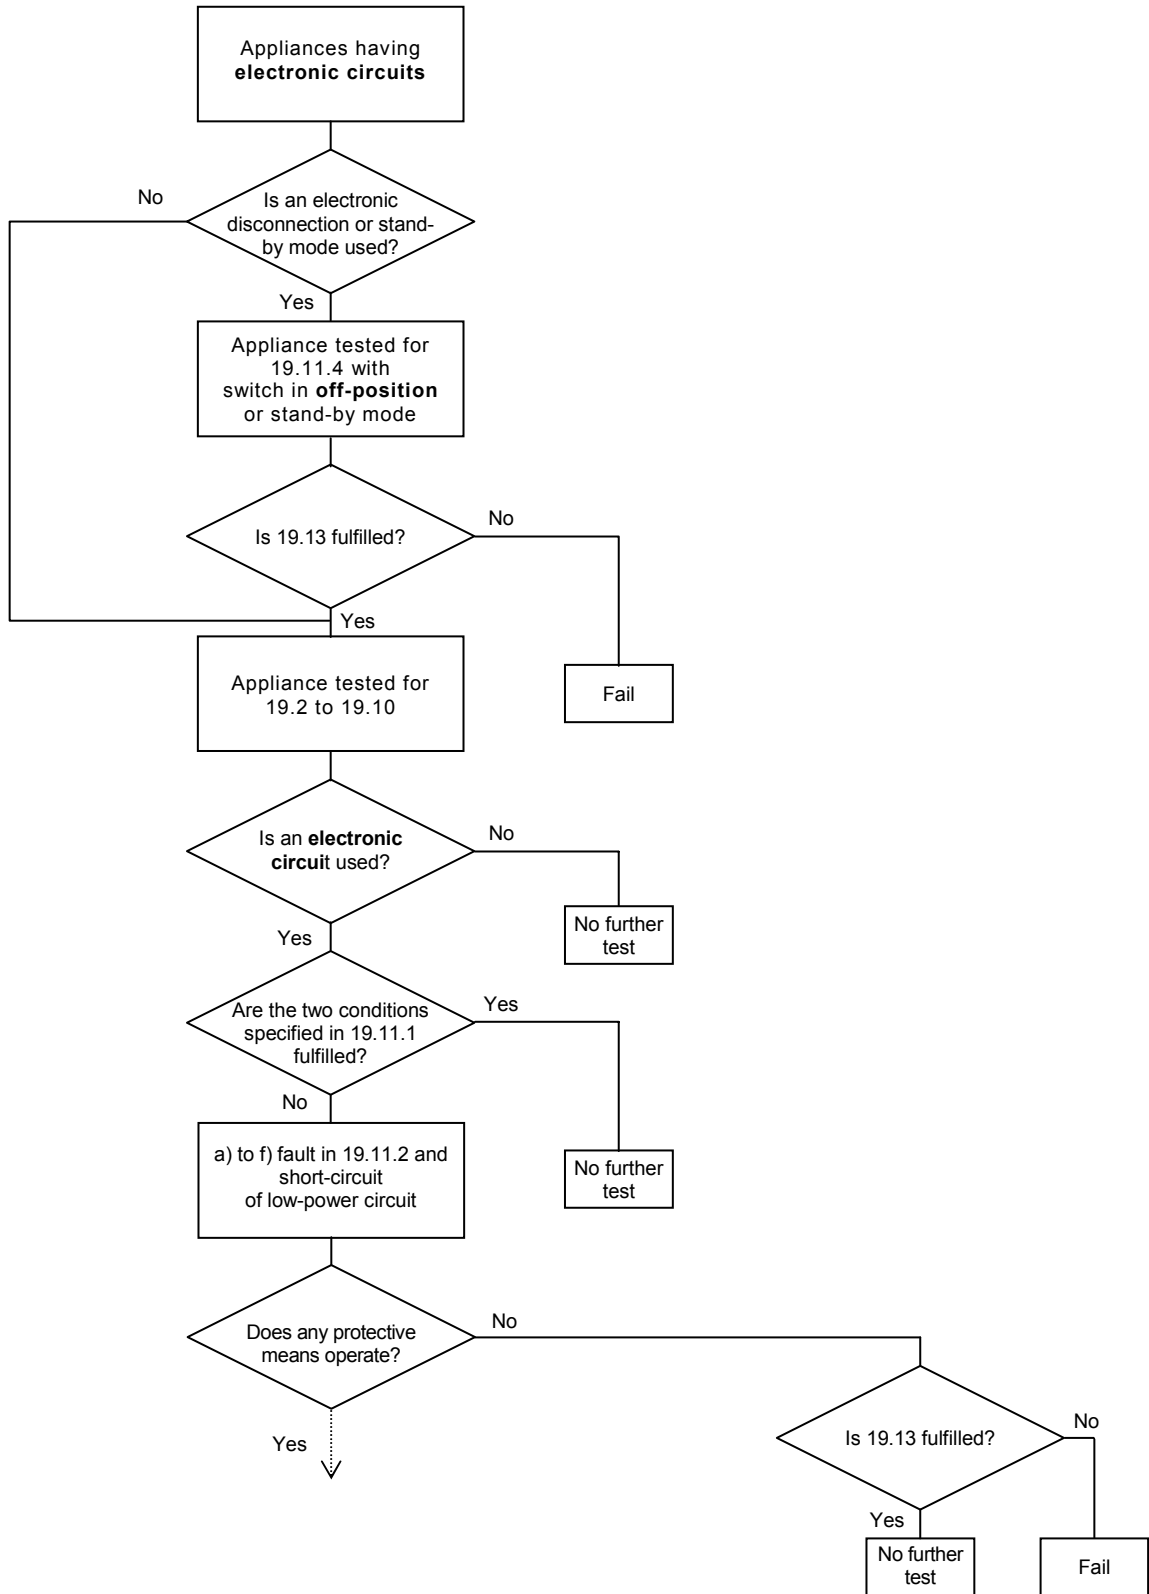 Appliances having
electronic circuits
No
Is an electronic
disconnection or stand-
by mode used?
Yes
Appliance tested for
19.11.4 with
switch in off-position
or stand-by mode
No
Is 19.13 fulfilled?
Yes
Appliance tested for
19.2 to 19.10
Fail
Is an electronic
circuit used?
No
No further
test
Yes
Are the two conditions
specified in 19.11.1
fulfilled?
Yes
No
a) to f) fault in 19.11.2 and
short-circuit
of low-power circuit
No further
test
Does any protective
means operate?
No
Yes
Is 19.13 fulfilled?
No
Yes
No further
test
Fail